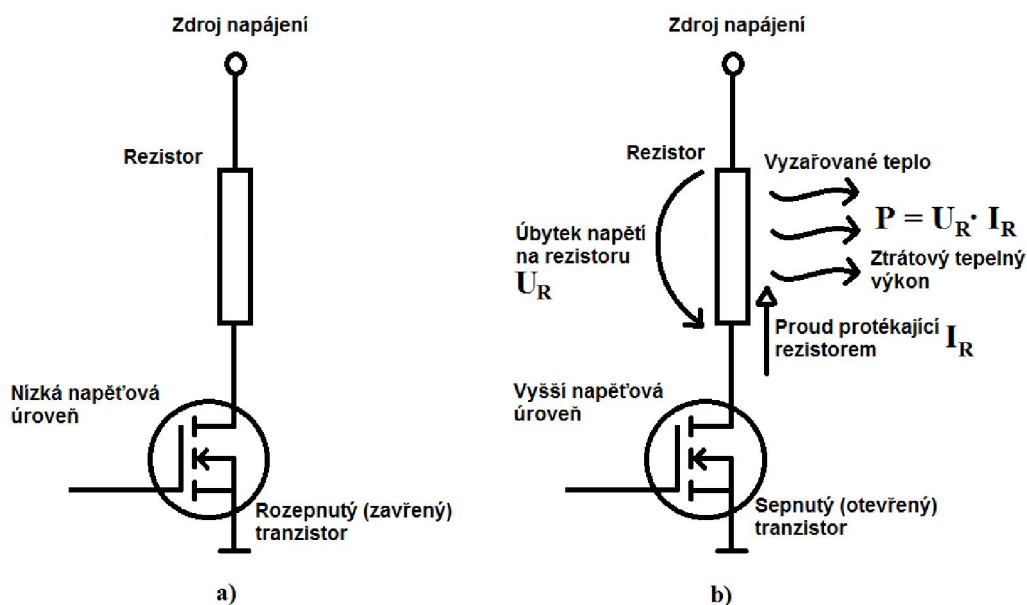 Zdroj napájení
Rezistor
Nízká napěťová
úroveň
Rozepnutý (zavřený)
tranzistor
a)
Zdroj napájení
Rezistor
Vyzařované teplo
P = U_R · I_R
Úbytek napětí
na rezistoru
U_R
Ztrátový tepelný
výkon
Proud protékající I_R
rezistorem
Vyšší napěťová
úroveň
Sepnutý (otevřený)
tranzistor
b)